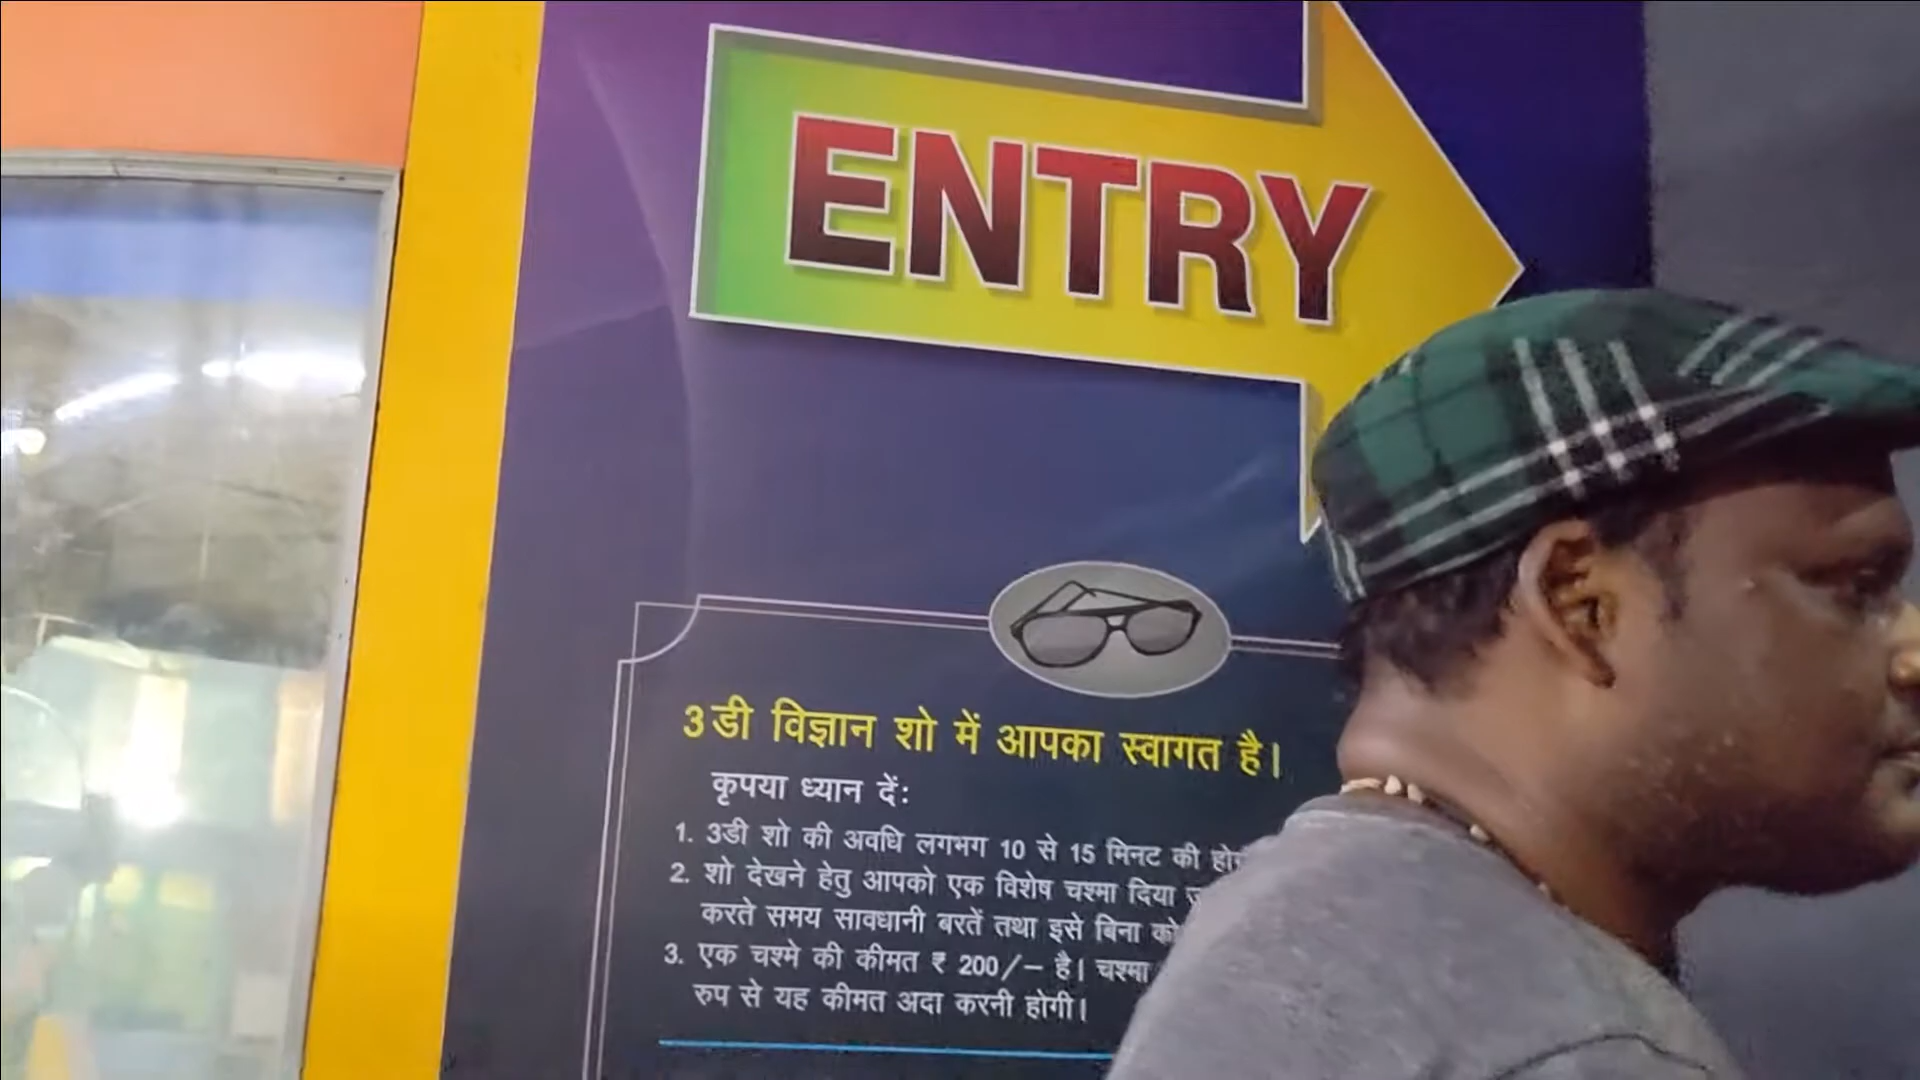 ENTRY
3डी विज्ञान शो में आपका स्वागत है।
कृपया ध्यान दें:
1. 3डी शो की अवधि लगभग 10 से 15 मिनट की
2. शो देखने हेतु आपको एक विशेष चश्मा दिया
करते समय सावधानी बरतें तथा इसे बिना
3. एक चश्मे की कीमत ₹ 200/– है। चश्मा
रुप से यह कीमत अदा करनी होगी।